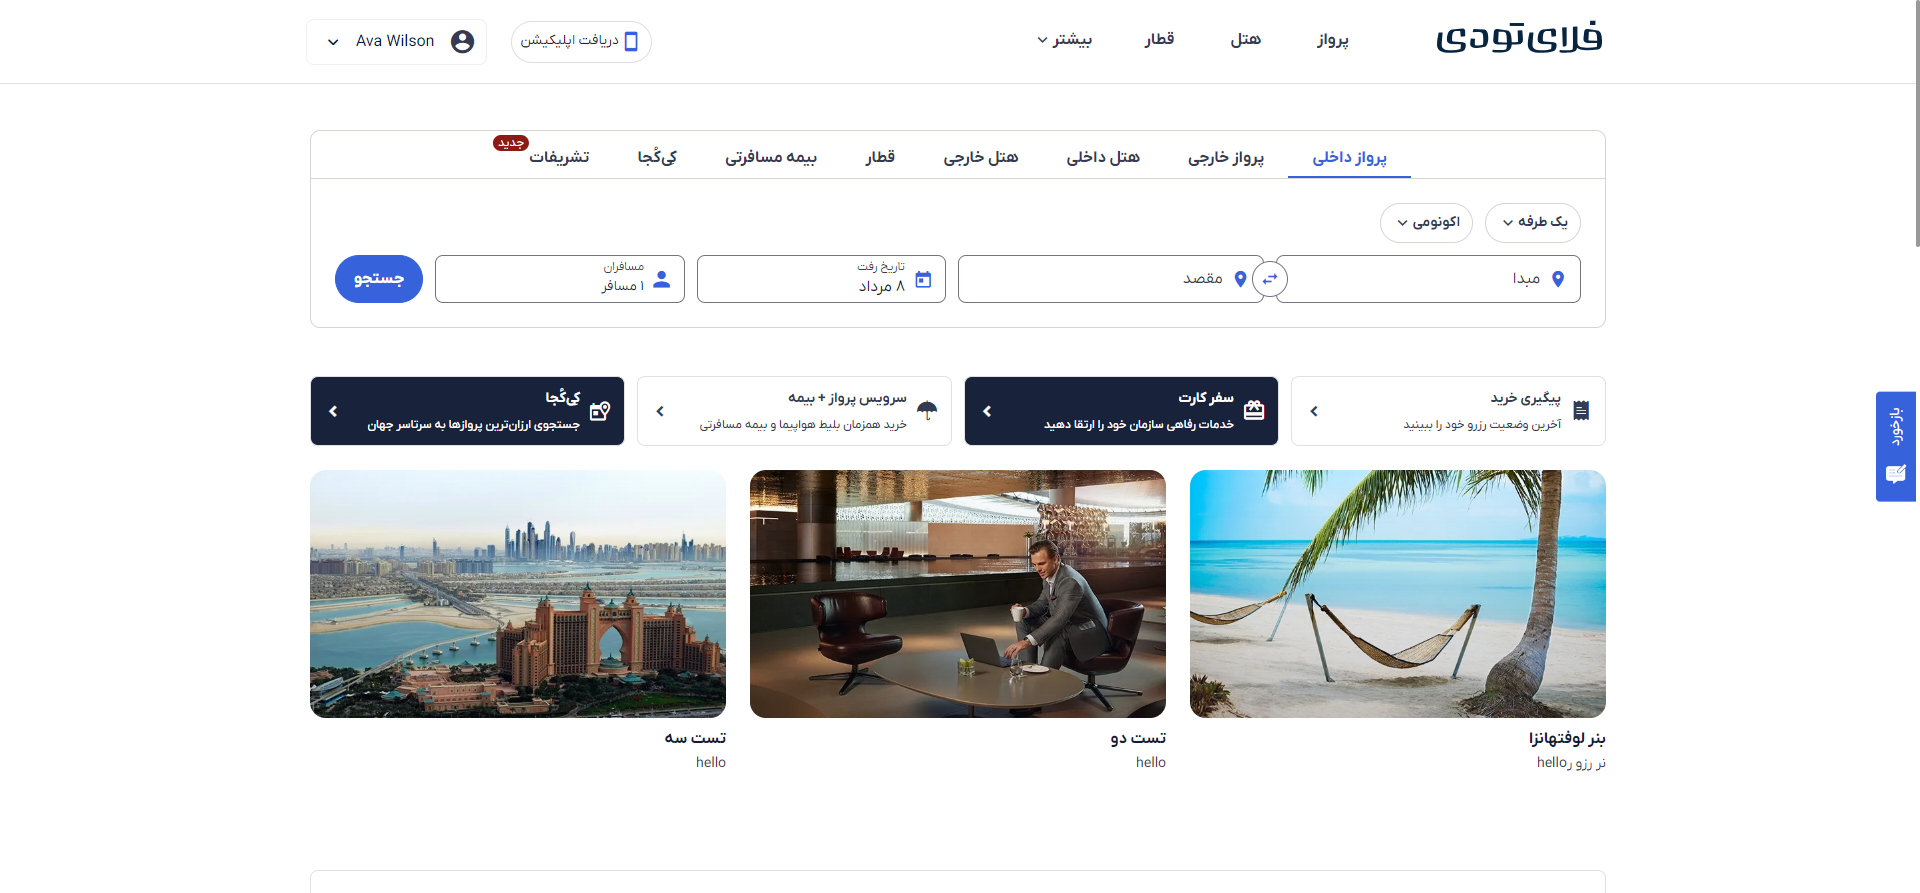 فلای تودی
پرواز
هتل
قطار
بیشتر
دریافت اپلیکیشن
Ava Wilson
پرواز داخلی
پرواز خارجی
هتل داخلی
هتل خارجی
قطار
بیمه مسافرتی
کِی‌کُجا
تشریفات
جدید
یک طرفه
اکونومی
مبدا
مقصد
تاریخ رفت
۸ مرداد
مسافران
۱ مسافر
جستجو
پیگیری خرید
آخرین وضعیت رزرو خود را ببینید
سفر کارت
خدمات رفاهی سازمان خود را ارتقا دهید
سرویس پرواز + بیمه
خرید همزمان بلیط هواپیما و بیمه مسافرتی
کِی‌کُجا
جستجوی ارزان‌ترین پروازها به سرتاسر جهان
بازخورد
بنر لوفتهانزا
نر رزو رhello
تست دو
hello
تست سه
hello